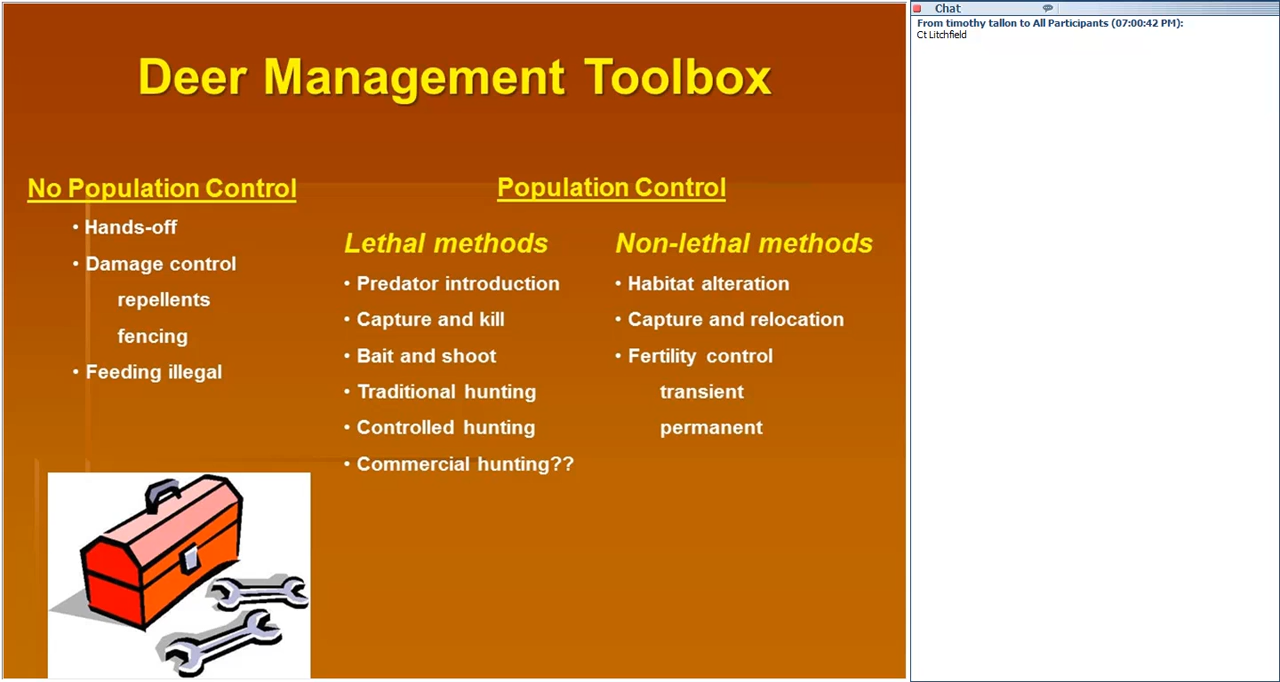 Deer Management Toolbox
No Population Control
• Hands-off
• Damage control
repellents
fencing
• Feeding illegal
Population Control
Lethal methods
• Predator introduction
• Capture and kill
• Bait and shoot
• Traditional hunting
• Controlled hunting
• Commercial hunting??
Non-lethal methods
• Habitat alteration
• Capture and relocation
• Fertility control
transient
permanent
Chat
From timothy tallon to All Participants (07:00:42 PM):
Ct Litchfield